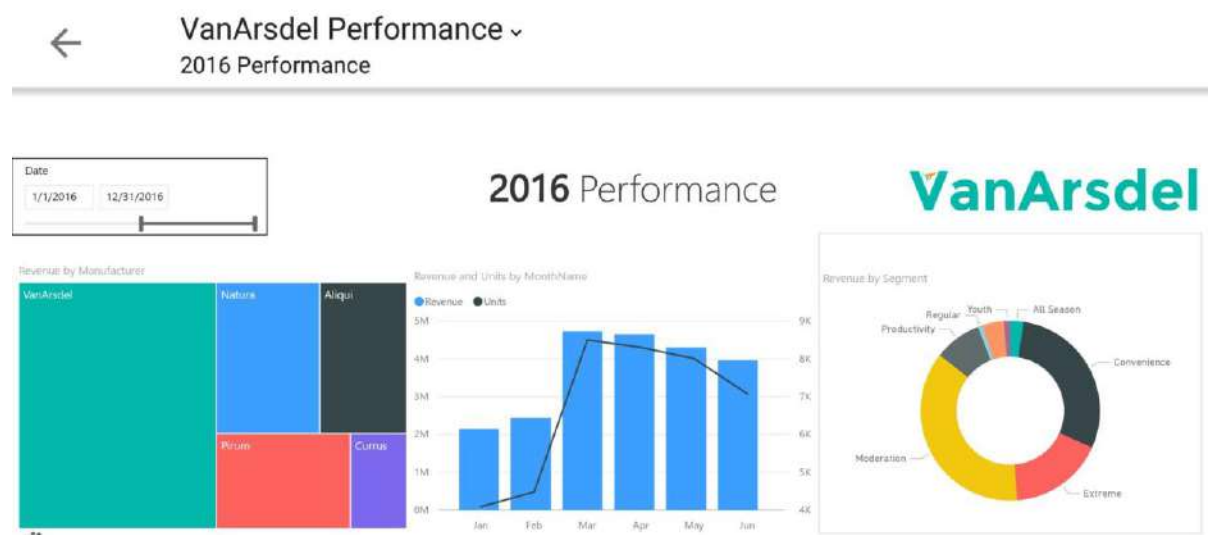 VanArsdel Performance
2016 Performance
Date
1/1/2016 12/31/2016
2016 Performance
VanArsdel
Revenue by Manufacturer
VanArsdel
Natura
Aliqui
Pirum
Currus
Revenue and Units by MonthName
Revenue Units
5M
4M
3M
2M
1M
0M
9K
8K
7K
6K
5K
4K
Jan Feb Mar Apr May Jun
Revenue by Segment
Youth
All Season
Regular
Productivity
Convenience
Moderation
Extreme